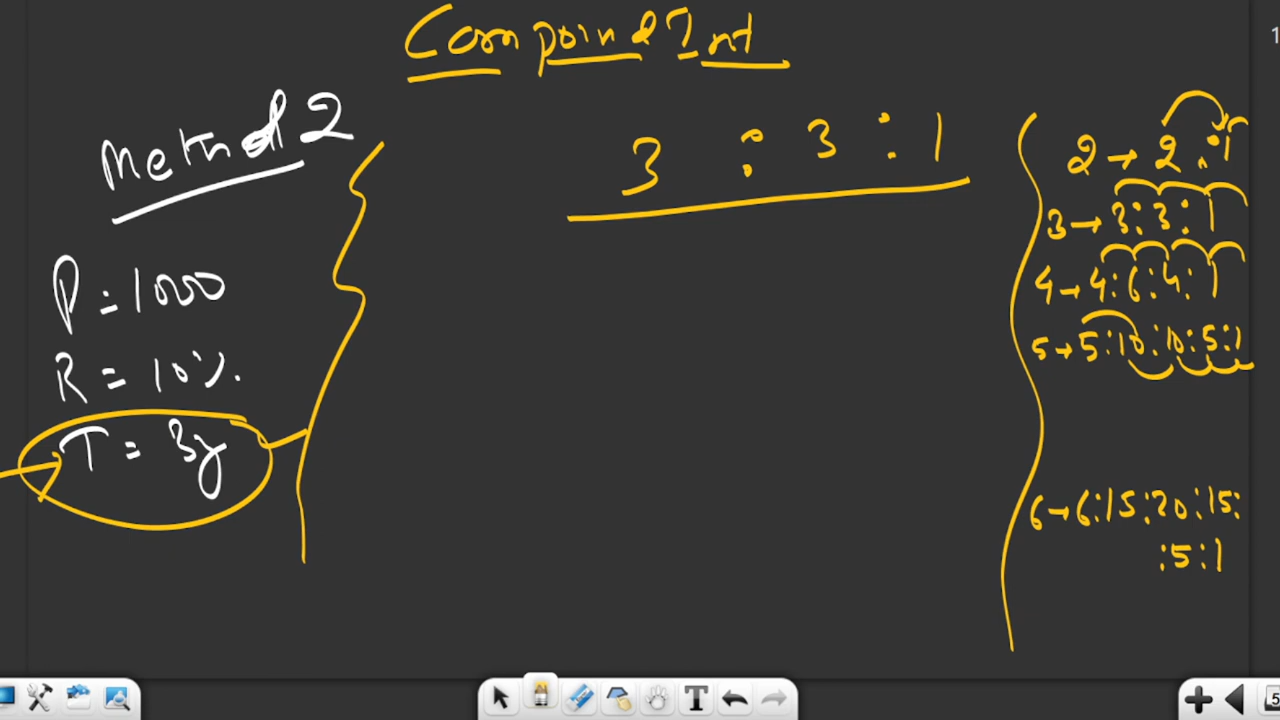 Compoind Int
Method 2
P = 1000
R = 10%.
T = 3y
3 : 3 : 1
2 → 2 : 1
3 → 3 : 3 : 1
4 → 4 : 6 : 4 : 1
5 → 5 : 10 : 10 : 5 : 1
6 → 6 : 15 : 20 : 15 :
: 5 : 1
T